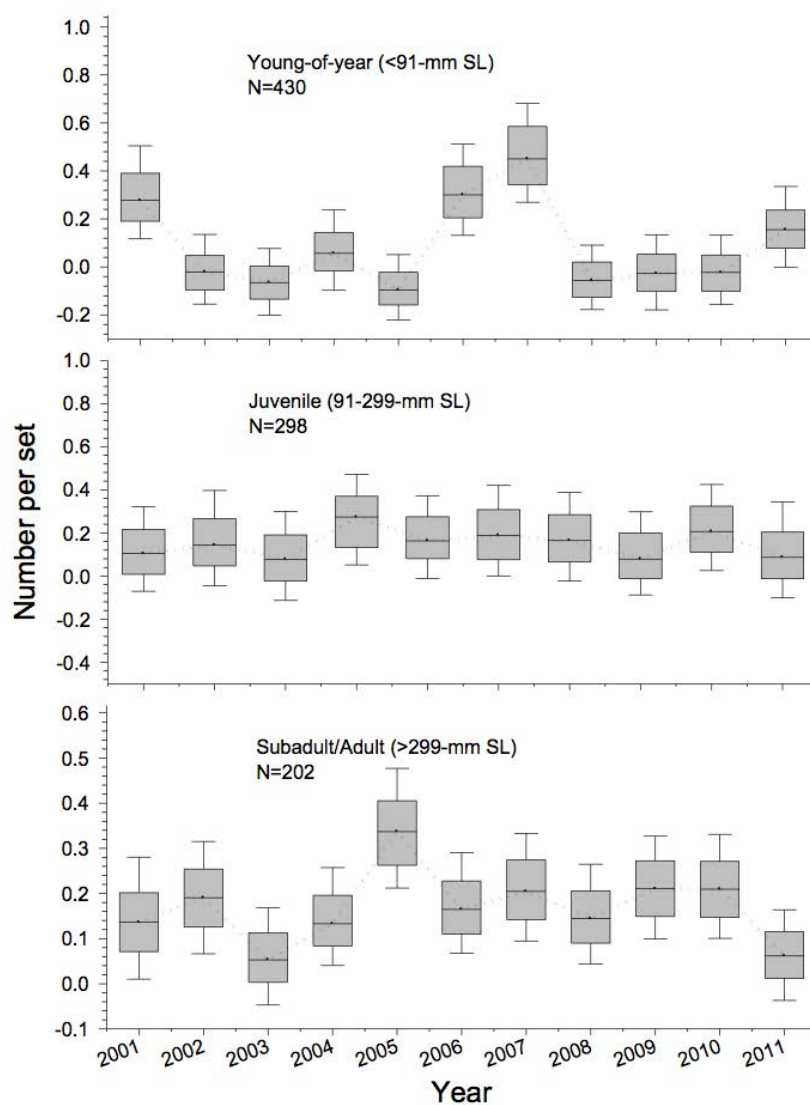 1.0
Young-of-year (<91-mm SL)
0.8
N=430
0.6
0.4
0.2
0.0
-0.2
1.0
0.8
Juvenile (91-299-mm SL)
N=298
0.6
0.4
0.2
0.0
-0.2
-0.4
Number per set
0.6
Subadult/Adult (>299-mm SL)
0.5
N=202
0.4
0.3
0.2
0.1
0.0
-0.1
2001 2002 2003 2004 2005 2006 2007 2008 2009 2010 2011
Year